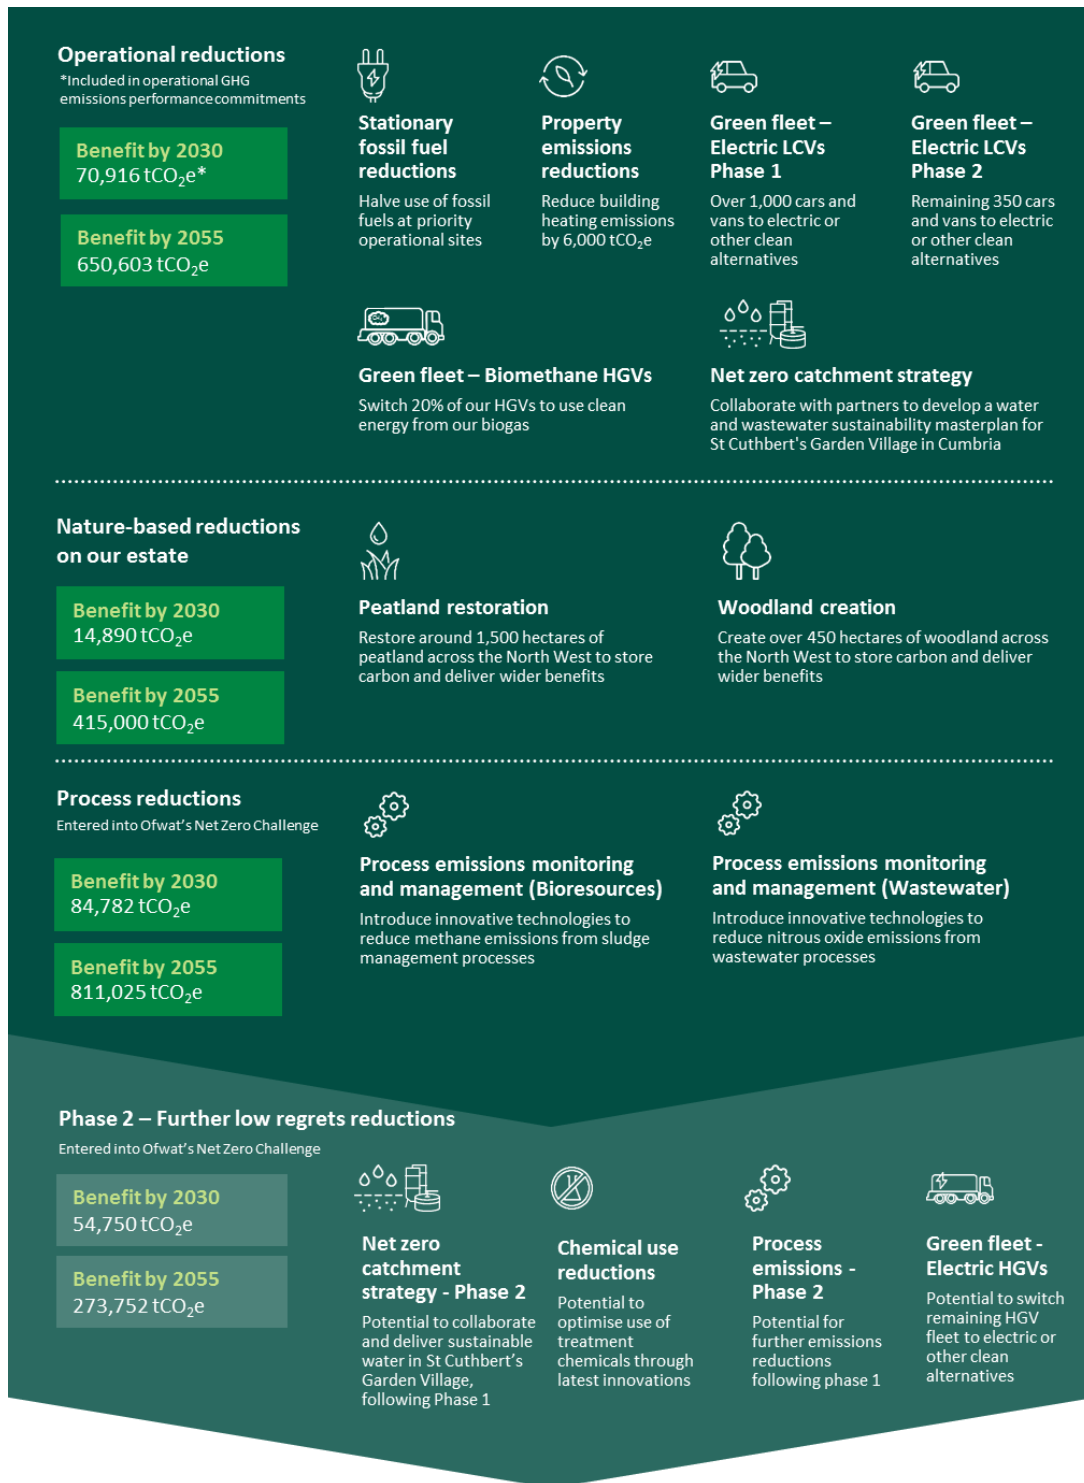 Operational reductions
*Included in operational GHG
emissions performance commitments
Benefit by 2030
70,916 tCO₂e*
Benefit by 2055
650,603 tCO₂e
Stationary
fossil fuel
reductions
Halve use of fossil
fuels at priority
operational sites
Property
emissions
reductions
Reduce building
heating emissions
by 6,000 tCO₂e
Green fleet –
Electric LCVs
Phase 1
Over 1,000 cars and
vans to electric or
other clean
alternatives
Green fleet –
Electric LCVs
Phase 2
Remaining 350 cars
and vans to electric
or other clean
alternatives
Green fleet – Biomethane HGVs
Switch 20% of our HGVs to use clean
energy from our biogas
Net zero catchment strategy
Collaborate with partners to develop a water
and wastewater sustainability masterplan for
St Cuthbert's Garden Village in Cumbria
Nature-based reductions
on our estate
Benefit by 2030
14,890 tCO₂e
Benefit by 2055
415,000 tCO₂e
Peatland restoration
Restore around 1,500 hectares of
peatland across the North West to store
carbon and deliver wider benefits
Woodland creation
Create over 450 hectares of woodland across
the North West to store carbon and deliver
wider benefits
Process reductions
Entered into Ofwat's Net Zero Challenge
Benefit by 2030
84,782 tCO₂e
Benefit by 2055
811,025 tCO₂e
Process emissions monitoring
and management (Bioresources)
Introduce innovative technologies to
reduce methane emissions from sludge
management processes
Process emissions monitoring
and management (Wastewater)
Introduce innovative technologies to
reduce nitrous oxide emissions from
wastewater processes
Phase 2 – Further low regrets reductions
Entered into Ofwat's Net Zero Challenge
Benefit by 2030
54,750 tCO₂e
Benefit by 2055
273,752 tCO₂e
Net zero
catchment
strategy - Phase 2
Potential to collaborate
and deliver sustainable
water in St Cuthbert's
Garden Village,
following Phase 1
Chemical use
reductions
Potential to
optimise use of
treatment
chemicals through
latest innovations
Process
emissions -
Phase 2
Potential for
further emissions
reductions
following phase 1
Green fleet -
Electric HGVs
Potential to switch
remaining HGV
fleet to electric or
other clean
alternatives